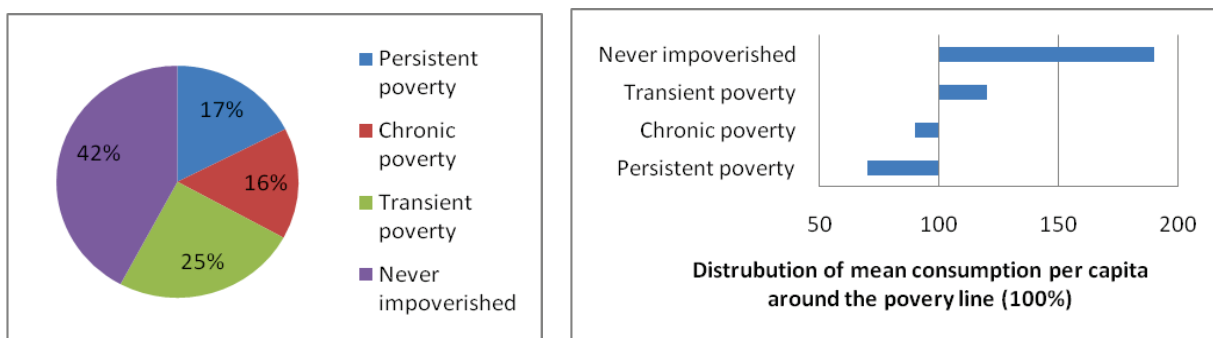 Persistent
poverty
Chronic
poverty
Transient
poverty
Never
impoverished
17%
16%
25%
42%
Never impoverished
Transient poverty
Chronic poverty
Persistent poverty
50 100 150 200
Distrubution of mean consumption per capita
around the povery line (100%)